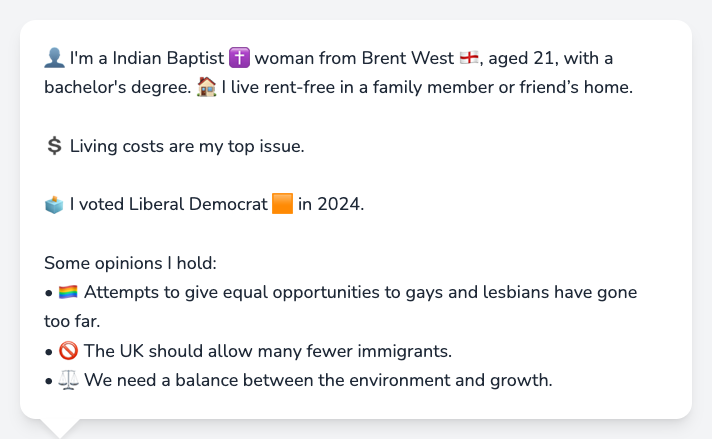 👤 I'm a Indian Baptist ✝️ woman from Brent West 🏴󠁧󠁢󠁥󠁮󠁧󠁿, aged 21, with a
bachelor's degree. 🏠 I live rent-free in a family member or friend’s home.
💲 Living costs are my top issue.
🗳️ I voted Liberal Democrat 🟧 in 2024.
Some opinions I hold:
• 🏳️‍🌈 Attempts to give equal opportunities to gays and lesbians have gone
too far.
• 🚫 The UK should allow many fewer immigrants.
• ⚖️ We need a balance between the environment and growth.